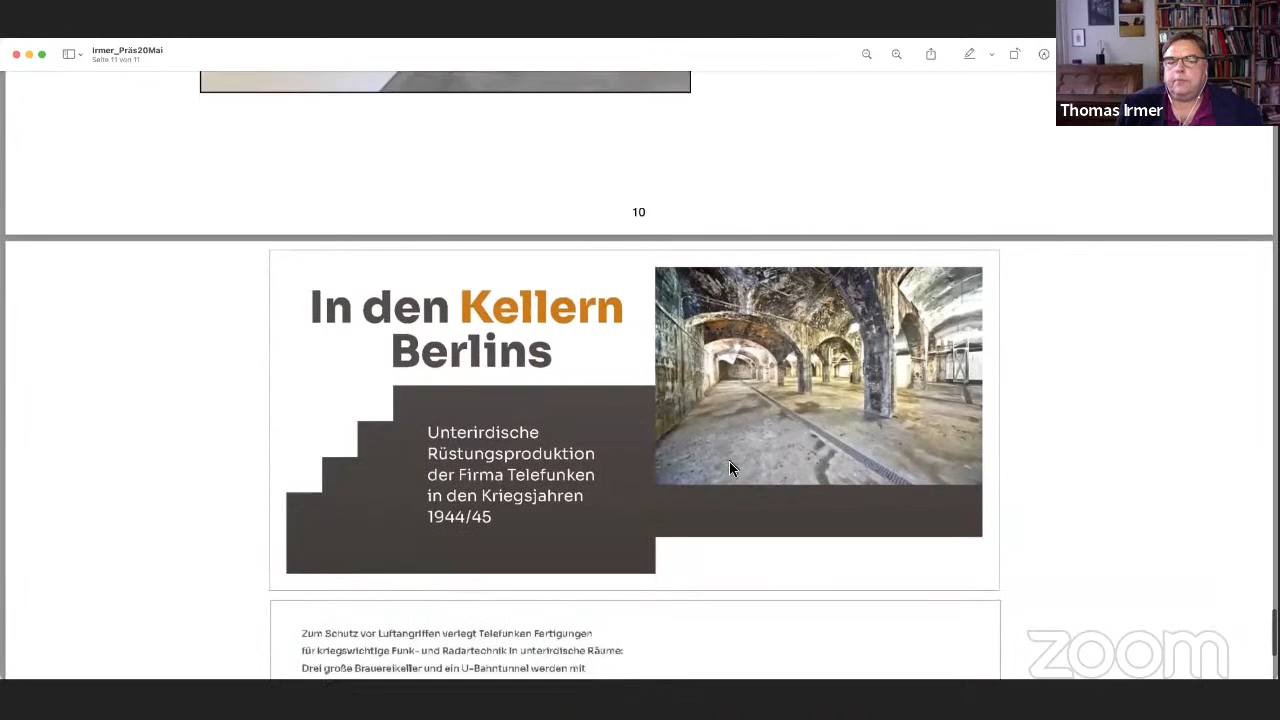 Irmer_Präs20Mai
Seite 11 von 11
Thomas Irmer
10
In den Kellern
Berlins
Unterirdische
Rüstungsproduktion
der Firma Telefunken
in den Kriegsjahren
1944/45
Zum Schutz vor Luftangriffen verlegt Telefunken Fertigungen
für kriegswichtige Funk- und Radartechnik in unterirdische Räume:
Drei große Brauereikeller und ein U-Bahntunnel werden mit
zoom